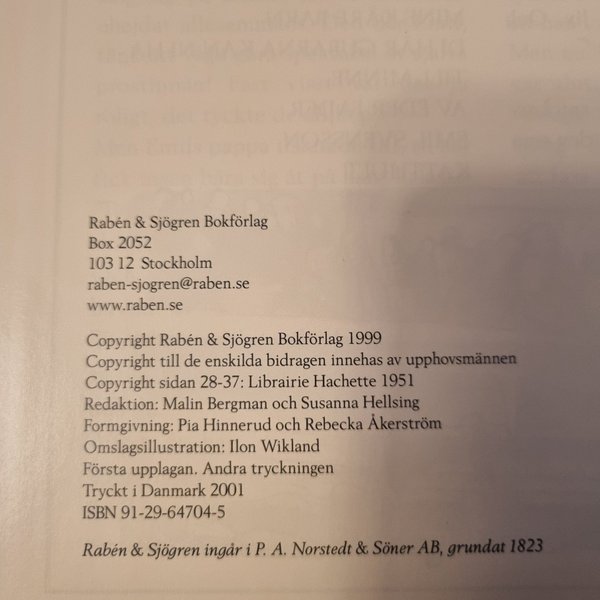 Rabén & Sjögren Bokförlag
Box 2052
103 12 Stockholm
raben-sjogren@raben.se
www.raben.se
Copyright Rabén & Sjögren Bokförlag 1999
Copyright till de enskilda bidragen innehas av upphovsmännen
Copyright sidan 28-37: Librairie Hachette 1951
Redaktion: Malin Bergman och Susanna Hellsing
Formgivning: Pia Hinnerud och Rebecka Åkerström
Omslagsillustration: Ilon Wikland
Första upplagan. Andra tryckningen
Tryckt i Danmark 2001
ISBN 91-29-64704-5
Rabén & Sjögren ingår i P. A. Norstedt & Söner AB, grundat 1823